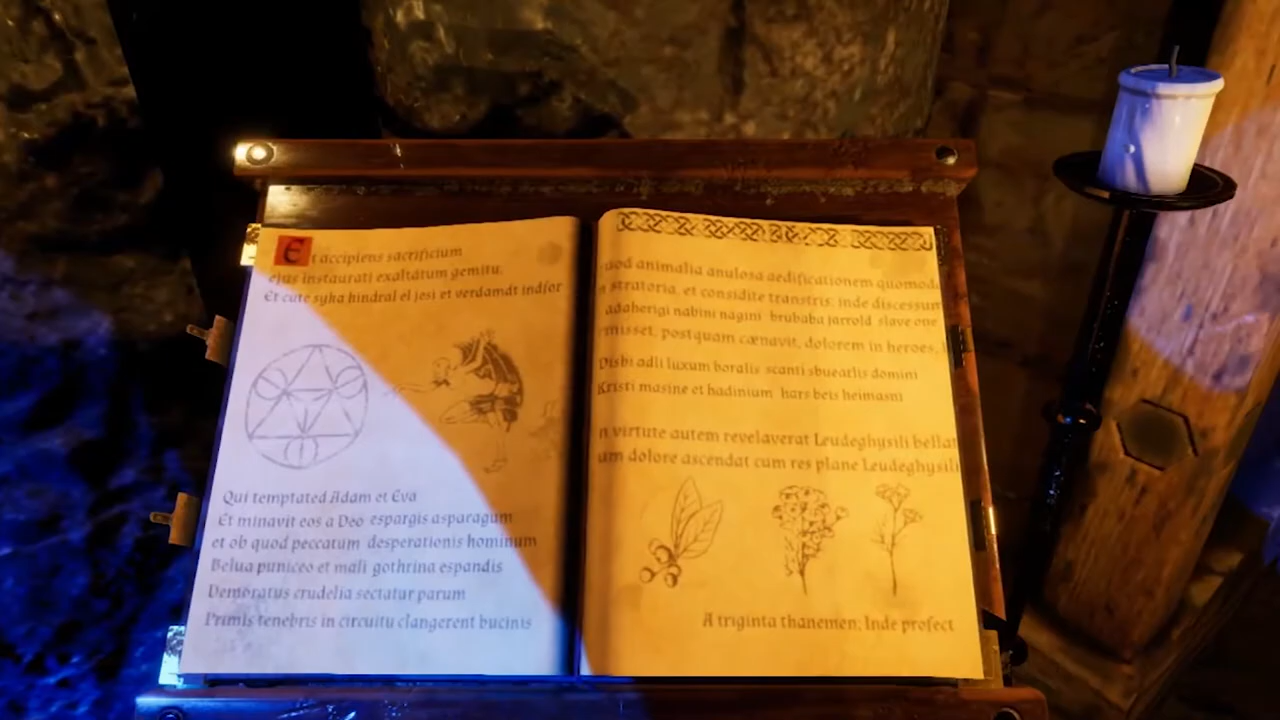 Et accipiens sacrificium
ejus instaurati exaltatum gemitu.
Et cute syka hindral el jesi et verdamdt indfor
Qui temptated Adam et Eva
Et minavit eos a Deo espargis asparagum
et ob quod peccatum desperationis hominum
Belua puniceo et mali gothrina espandis
Demoratus crudelia sectatur parum
Primis tenebris in circuitu clangerent bucinis
uod animalia anulosa aedificationem quomodo
stratoria, et considite transtris; inde discessum
adaherigi nabini nagini brubaba jarrold slave one
misset, postquam cœnavit, dolorem in heroes,
Disbi adli luxum boralis scanti sbuearlis domini
Kristi masine et hadinium hars beis heimasm
n virtute autem revelaverat Leudeghysili bellat
um dolore ascendat cum res plane Leudeghysili
A triginta thanemen; Inde profect